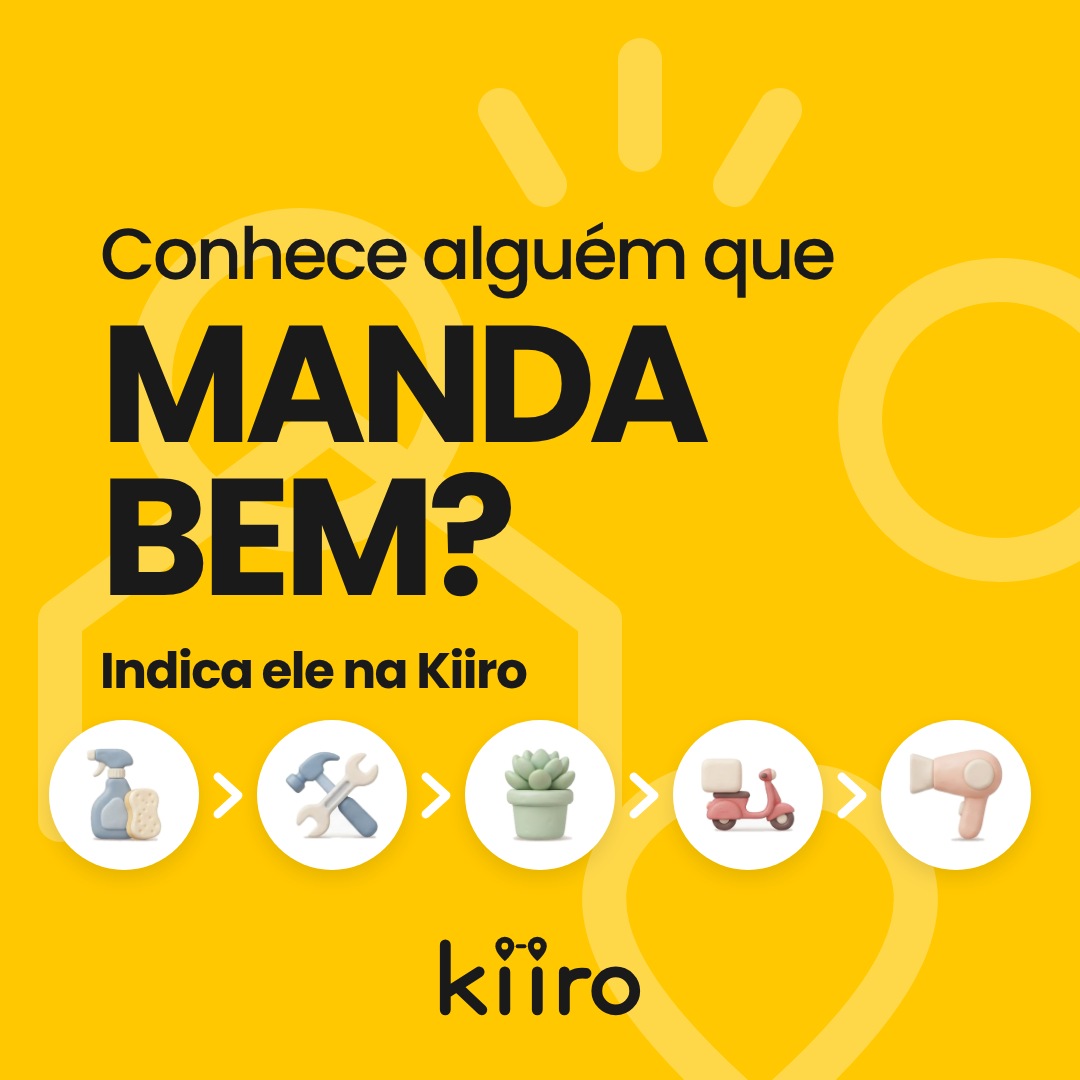 Conhece alguém que
MANDA
BEM?
Indica ele na Kiiro
kiiro